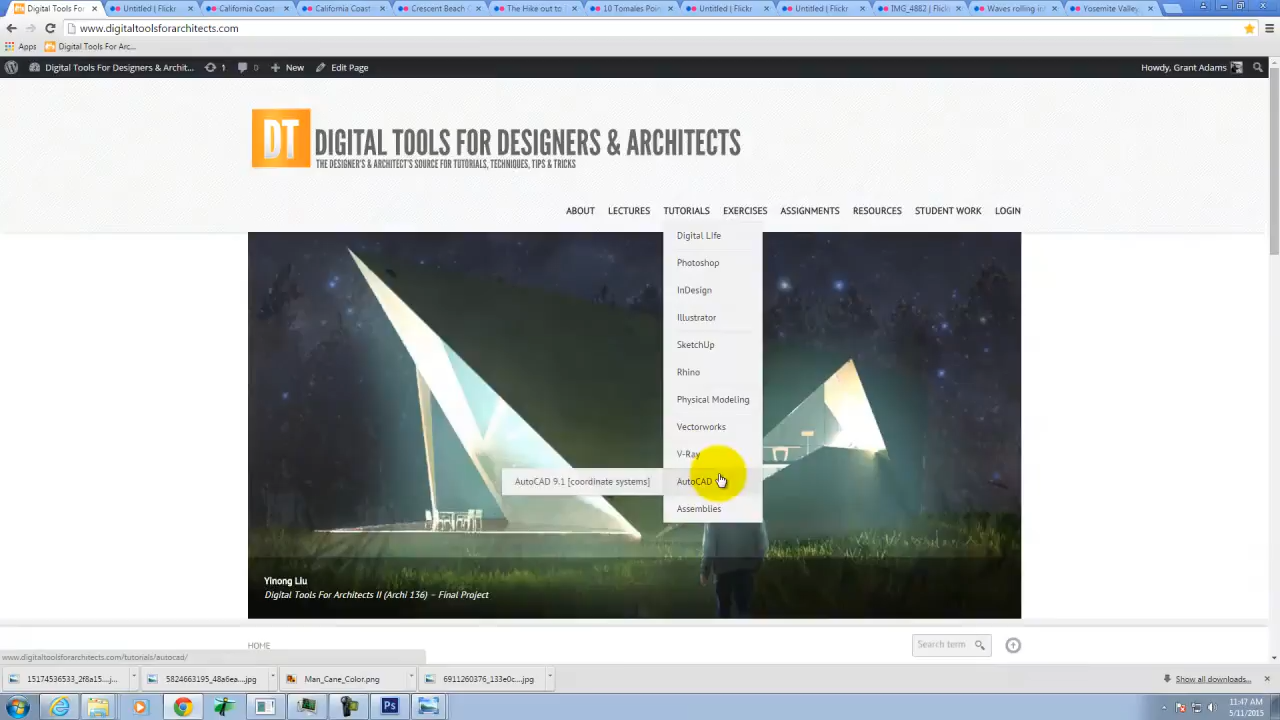 Digital Tools For
Untitled | Flickr
California Coast
California Coast
Crescent Beach
The Hike out to
10 Tomales Poin
Untitled | Flickr
Untitled | Flickr
IMG_4882 | Flick
Waves rolling in
Yosemite Valley
www.digitaltoolsforarchitects.com
Apps
Digital Tools For Arc...
Digital Tools For Designers & Archit...
1
0
New
Edit Page
Howdy, Grant Adams
DT
DIGITAL TOOLS FOR DESIGNERS & ARCHITECTS
THE DESIGNER'S & ARCHITECT'S SOURCE FOR TUTORIALS, TECHNIQUES, TIPS & TRICKS
ABOUT LECTURES TUTORIALS EXERCISES ASSIGNMENTS RESOURCES STUDENT WORK LOGIN
Digital Life
Photoshop
InDesign
Illustrator
SketchUp
Rhino
Physical Modeling
Vectorworks
V-Ray
AutoCAD 9.1 [coordinate systems]
AutoCAD
Assemblies
Yinong Liu
Digital Tools For Architects II (Archi 136) – Final Project
HOME
Search term
www.digitaltoolsforarchitects.com/tutorials/autocad/
15174536533_2f8a15....j...
5824663195_48a6ea...jpg
Man_Cane_Color.png
6911260376_133e0c...jpg
Show all downloads...
Ps
11:47 AM
5/11/2015